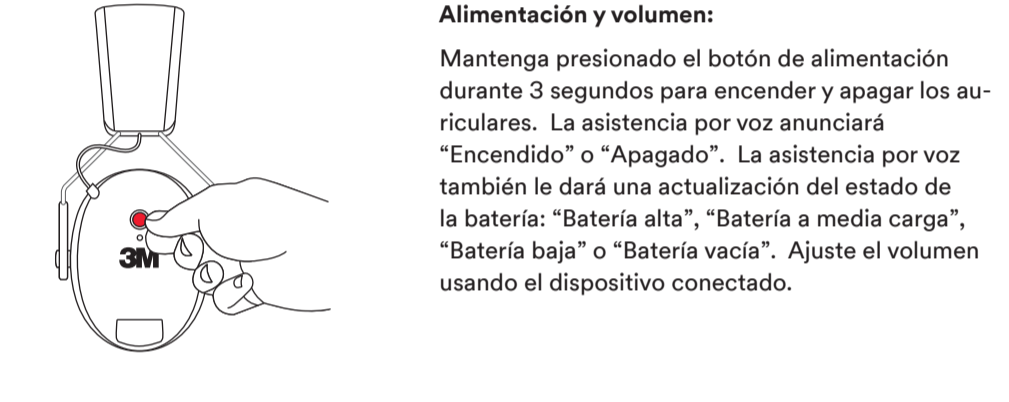 Alimentación y volumen:
Mantenga presionado el botón de alimentación
durante 3 segundos para encender y apagar los au-
riculares.  La asistencia por voz anunciará
“Encendido” o “Apagado”.  La asistencia por voz
también le dará una actualización del estado de
la batería: “Batería alta”, “Batería a media carga”,
“Batería baja” o “Batería vacía”.  Ajuste el volumen
usando el dispositivo conectado.
3M